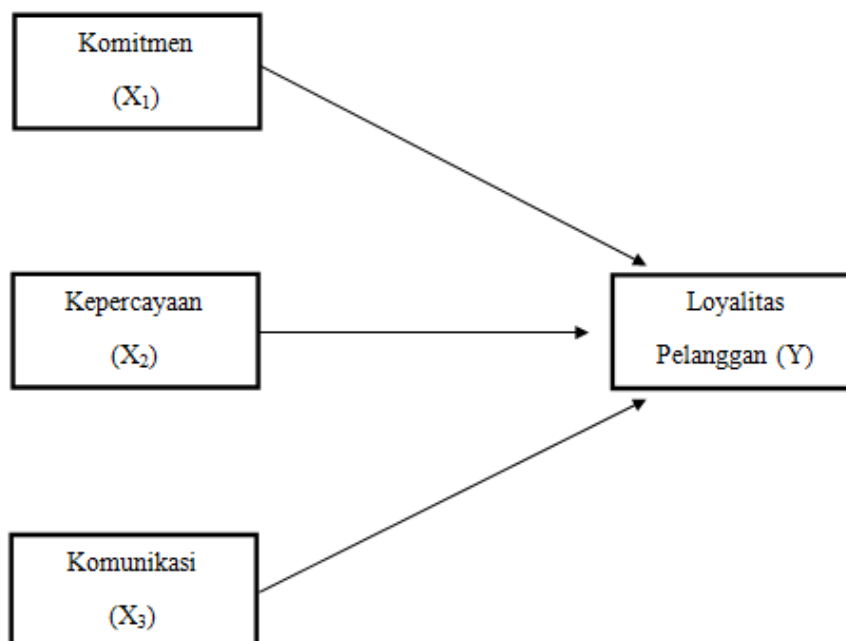 Komitmen
(X₁)
Kepercayaan
(X₂)
Loyalitas
Pelanggan (Y)
Komunikasi
(X₃)